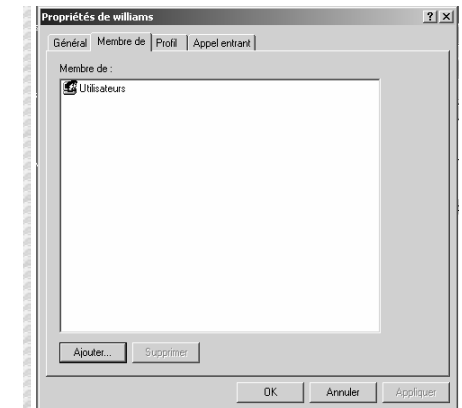 Propriétés de williams
Général Membre de Profil Appel entrant
Membre de :
Utilisateurs
Ajouter... Supprimer
OK Annuler Appliquer